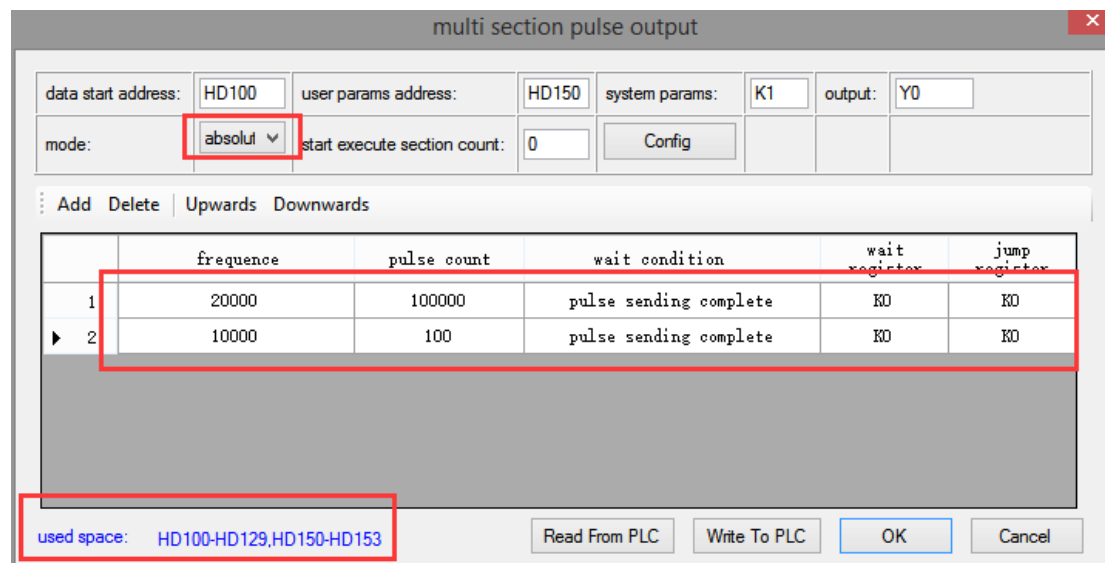 multi section pulse output
data start address: HD100 user params address: HD150 system params: K1 output: Y0
mode: absolut start execute section count: 0 Config
Add Delete Upwards Downwards
frequence pulse count wait condition wait register jump register
1 20000 100000 pulse sending complete K0 K0
2 10000 100 pulse sending complete K0 K0
used space: HD100-HD129,HD150-HD153 Read From PLC Write To PLC OK Cancel